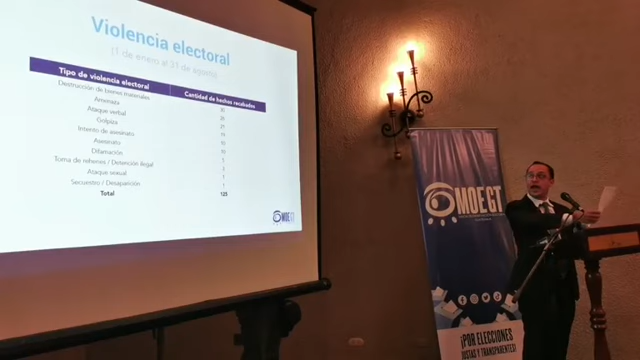 Violencia electoral
(1 de enero al 31 de agosto)
Tipo de violencia electoral Cantidad de hechos recabados
Destrucción de bienes materiales
Amenaza
Ataque verbal
Golpiza
Intento de asesinato
Asesinato
Difamación
Toma de rehenes / Detención ilegal
Ataque sexual
Secuestro / Desaparición
Total 125
MOEGT
MOEGT
¡POR ELECCIONES
JUSTAS Y TRANSPARENTES!